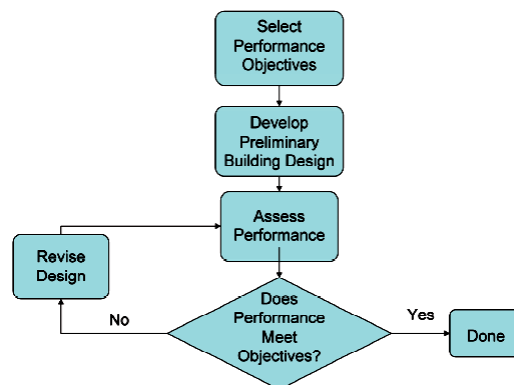 Select
Performance
Objectives
Develop
Preliminary
Building Design
Assess
Performance
Revise
Design
Does
Performance
Meet
Objectives?
No
Yes
Done